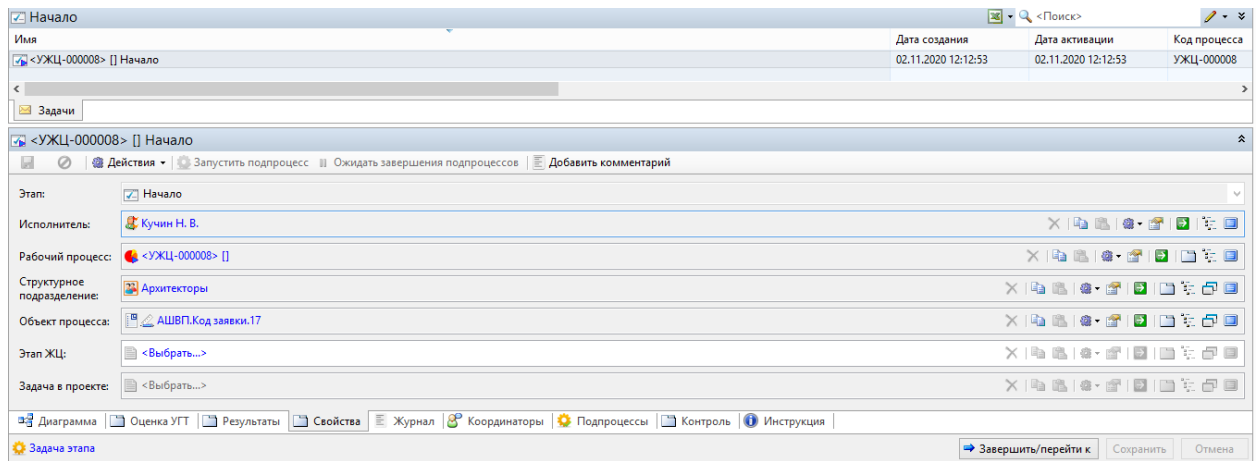 Начало <Поиск>
Имя Дата создания Дата активации Код процесса
<УЖЦ-000008> [] Начало 02.11.2020 12:12:53 02.11.2020 12:12:53 УЖЦ-000008
Задачи
<УЖЦ-000008> [] Начало
Действия Запустить подпроцесс Ожидать завершения подпроцессов Добавить комментарий
Этап: Начало
Исполнитель: Кучин Н. В.
Рабочий процесс: <УЖЦ-000008> []
Структурное
подразделение: Архитекторы
Объект процесса: АШВП.Код заявки.17
Этап ЖЦ: <Выбрать...>
Задача в проекте: <Выбрать...>
Диаграмма Оценка УГТ Результаты Свойства Журнал Координаторы Подпроцессы Контроль Инструкция
Задача этапа Завершить/перейти к Сохранить Отмена